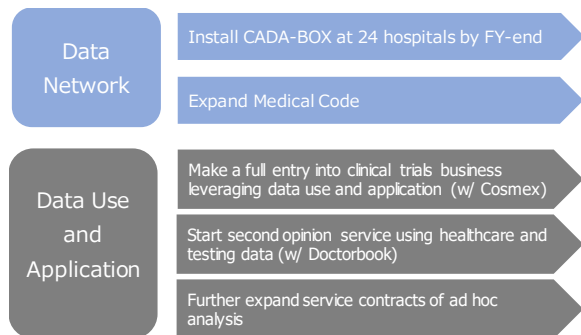 Data
Network
Install CADA-BOX at 24 hospitals by FY-end
Expand Medical Code
Data Use
and
Application
Make a full entry into clinical trials business
leveraging data use and application (w/ Cosmex)
Start second opinion service using healthcare and
testing data (w/ Doctorbook)
Further expand service contracts of ad hoc
analysis